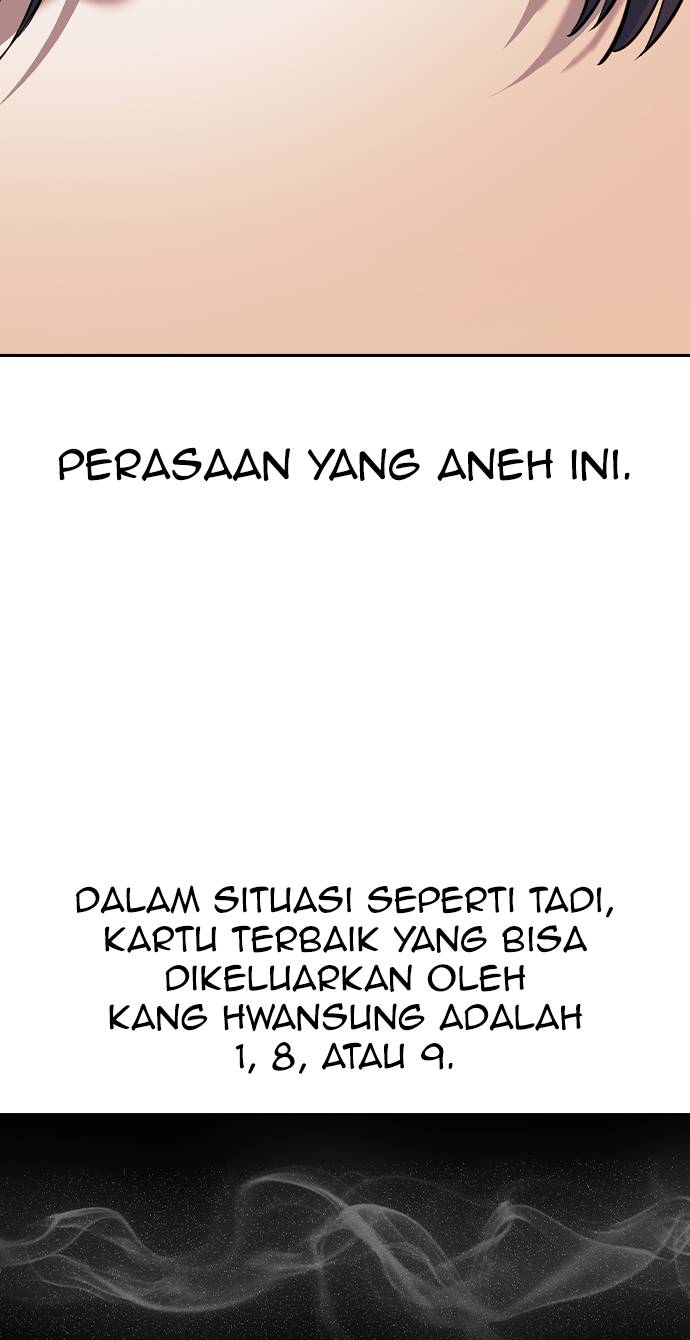 PERASAAN YANG ANEH INI.
DALAM SITUASI SEPERTI TADI,
KARTU TERBAIK YANG BISA
DIKELUARKAN OLEH
KANG HWANSUNG ADALAH
1, 8, ATAU 9.